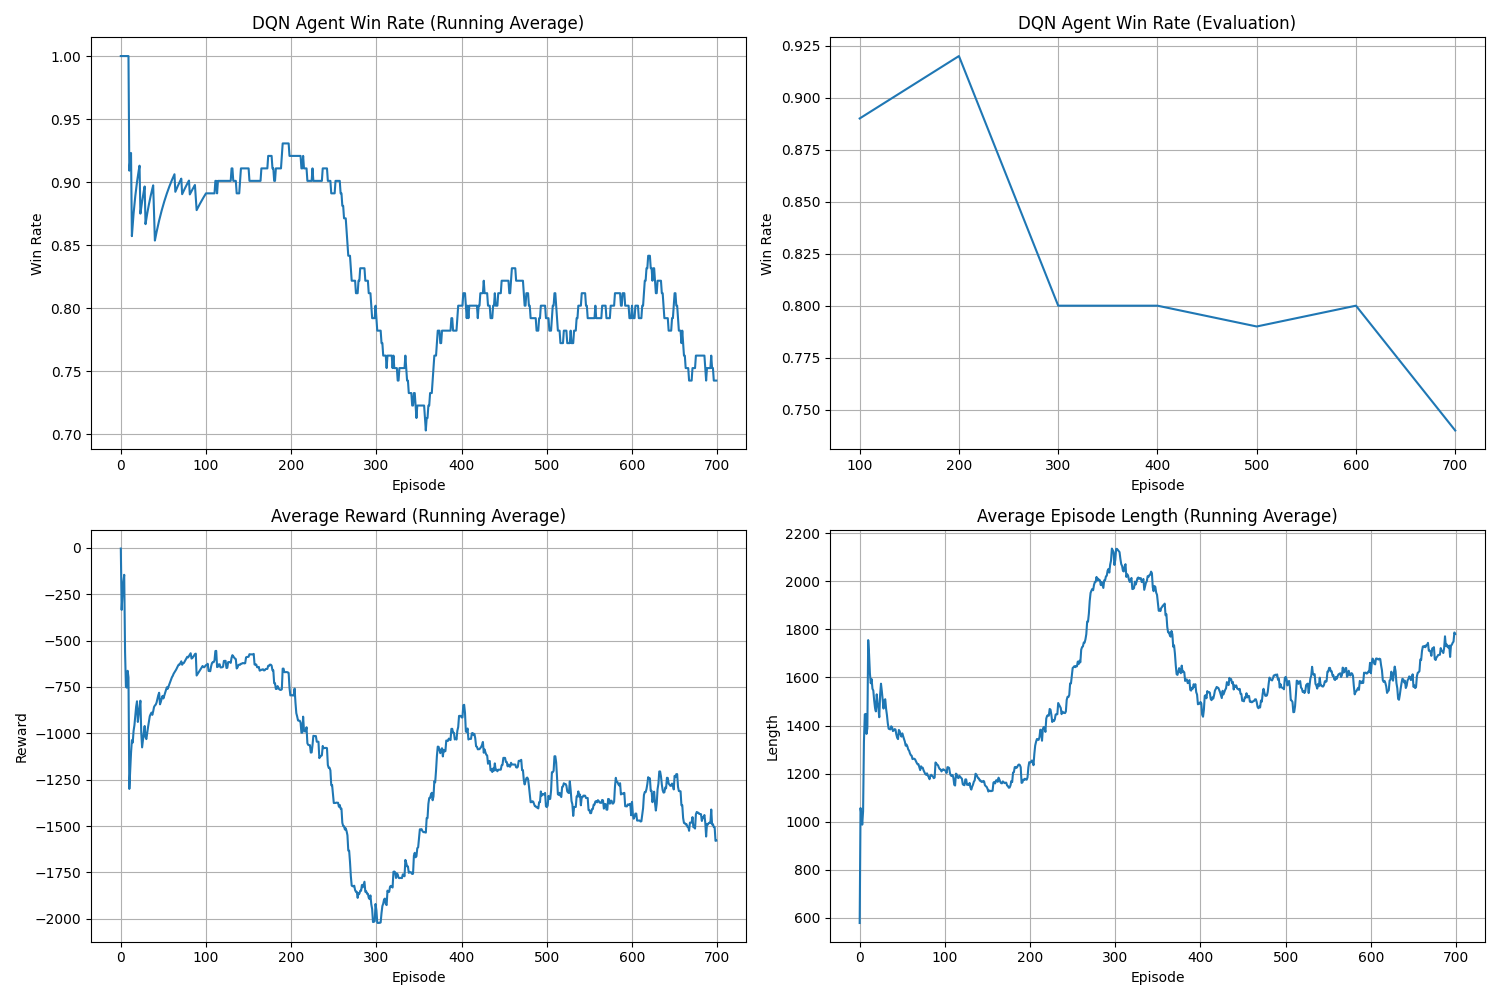 DQN Agent Win Rate (Running Average)
1.00
0.95
0.90
0.85
0.80
0.75
0.70
Win Rate
0 100 200 300 400 500 600 700
Episode
DQN Agent Win Rate (Evaluation)
0.925
0.900
0.875
0.850
0.825
0.800
0.775
0.750
Win Rate
100 200 300 400 500 600 700
Episode
Average Reward (Running Average)
0
−250
−500
−750
−1000
−1250
−1500
−1750
−2000
Reward
0 100 200 300 400 500 600 700
Episode
Average Episode Length (Running Average)
2200
2000
1800
1600
1400
1200
1000
800
600
Length
0 100 200 300 400 500 600 700
Episode